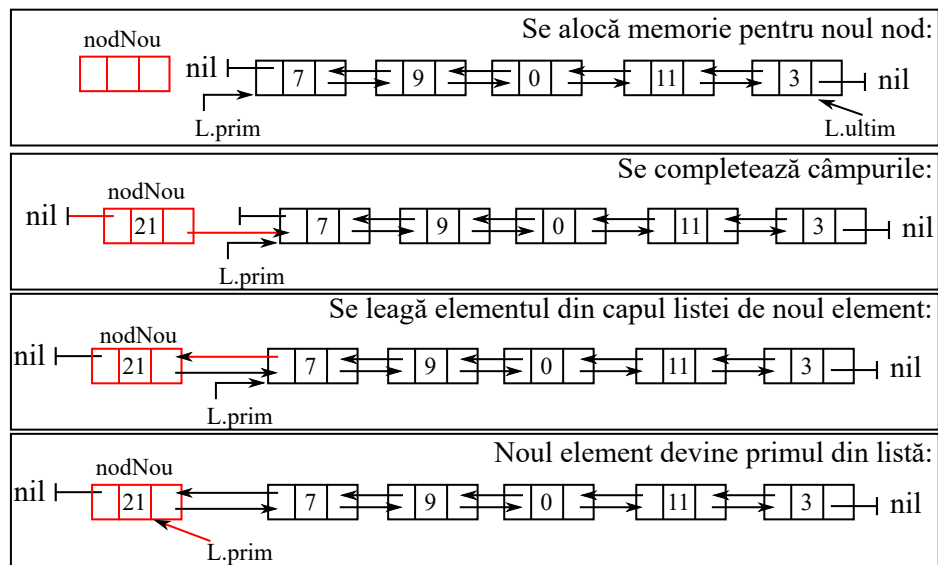 Se alocă memorie pentru noul nod:
nodNou
nil 7 9 0 11 3 nil
L.prim L.ultim
Se completează câmpurile:
nodNou
nil 21 7 9 0 11 3 nil
L.prim
Se leagă elementul din capul listei de noul element:
nodNou
nil 21 7 9 0 11 3 nil
L.prim
Noul element devine primul din listă:
nodNou
nil 21 7 9 0 11 3 nil
L.prim